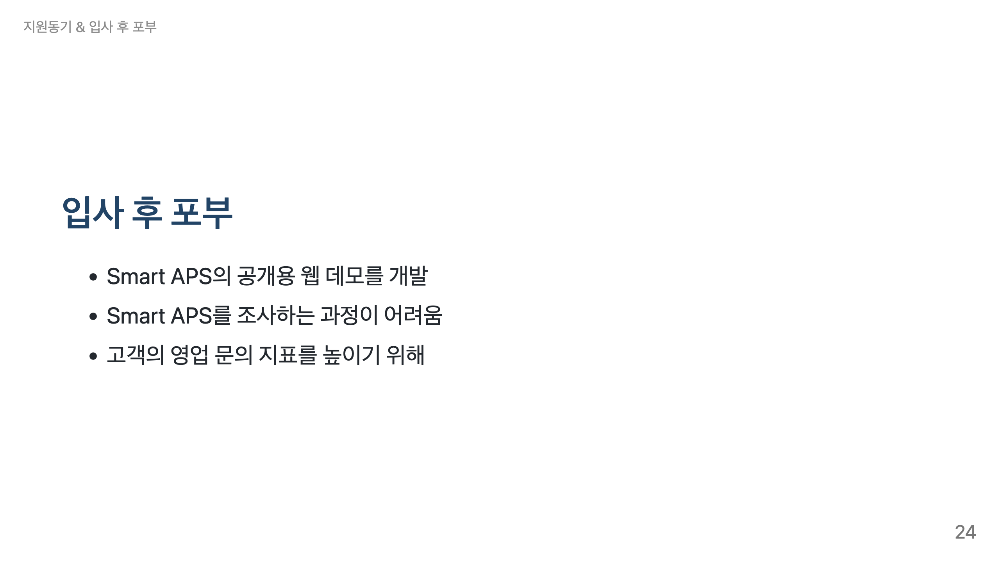 지원동기 & 입사 후 포부
입사 후 포부
• Smart APS의 공개용 웹 데모를 개발
• Smart APS를 조사하는 과정이 어려움
• 고객의 영업 문의 지표를 높이기 위해
24